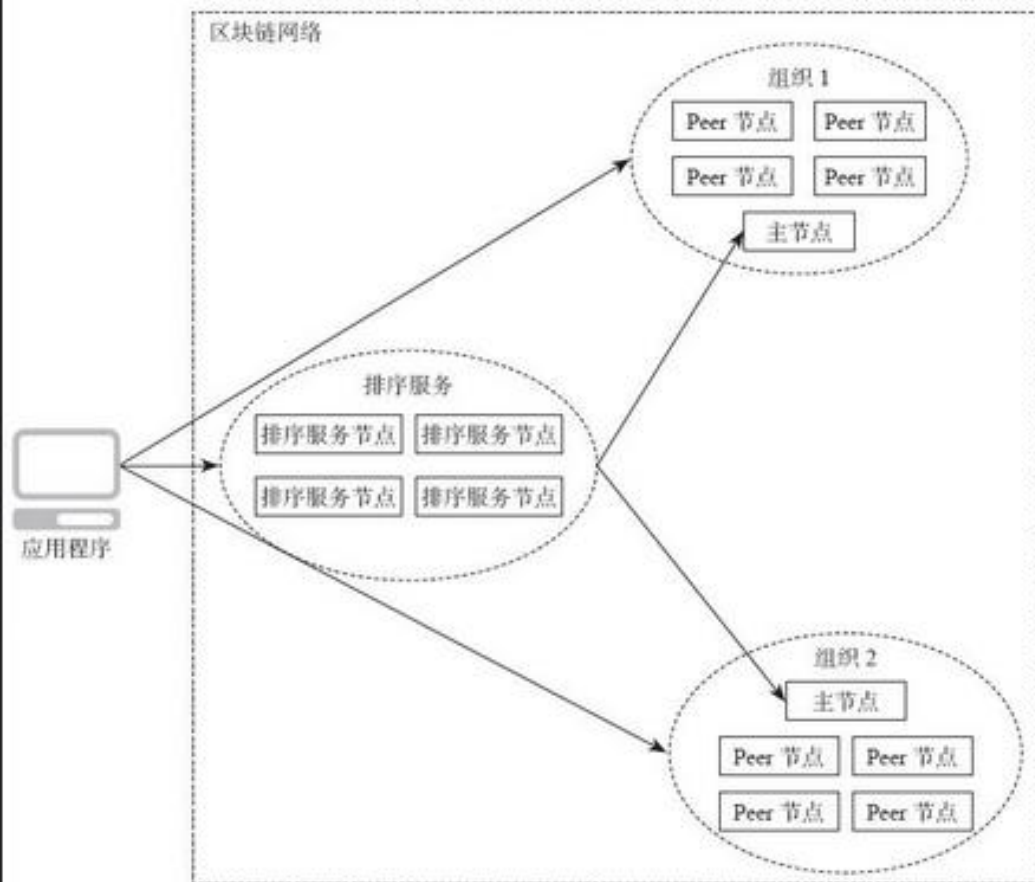 区块链网络
组织 1
Peer 节点 Peer 节点
Peer 节点 Peer 节点
主节点
排序服务
排序服务节点 排序服务节点
排序服务节点 排序服务节点
应用程序
组织 2
主节点
Peer 节点 Peer 节点
Peer 节点 Peer 节点